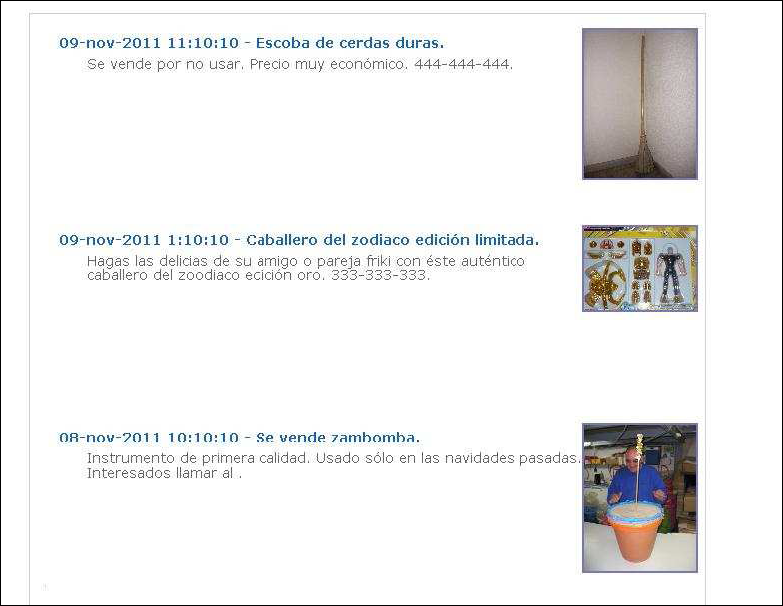 09-nov-2011 11:10:10 - Escoba de cerdas duras.
Se vende por no usar. Precio muy económico. 444-444-444.
09-nov-2011 1:10:10 - Caballero del zodiaco edición limitada.
Hagas las delicias de su amigo o pareja friki con éste auténtico
caballero del zoodiaco ecición oro. 333-333-333.
08-nov-2011 10:10:10 - Se vende zambomba.
Instrumento de primera calidad. Usado sólo en las navidades pasadas.
Interesados llamar al .